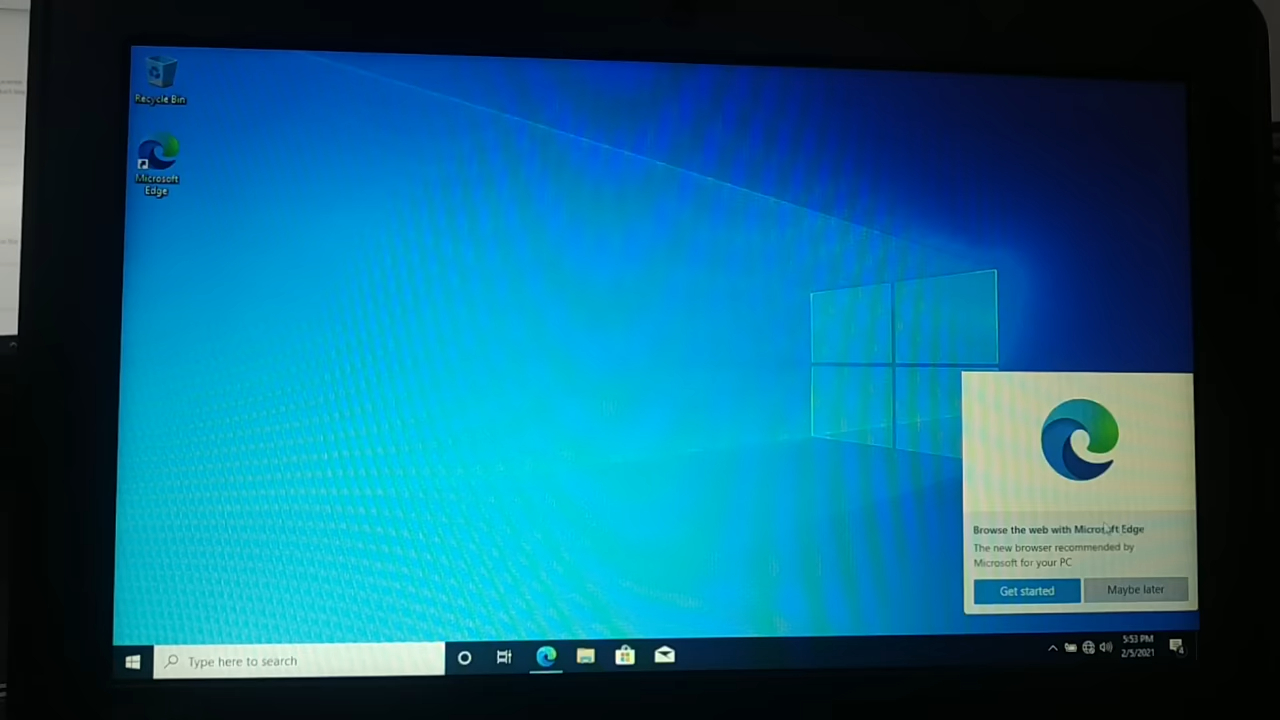 Recycle Bin
Microsoft
Edge
Browse the web with Microsoft Edge
The new browser recommended by
Microsoft for your PC
Get started
Maybe later
Type here to search
5:53 PM
2/5/2021
4